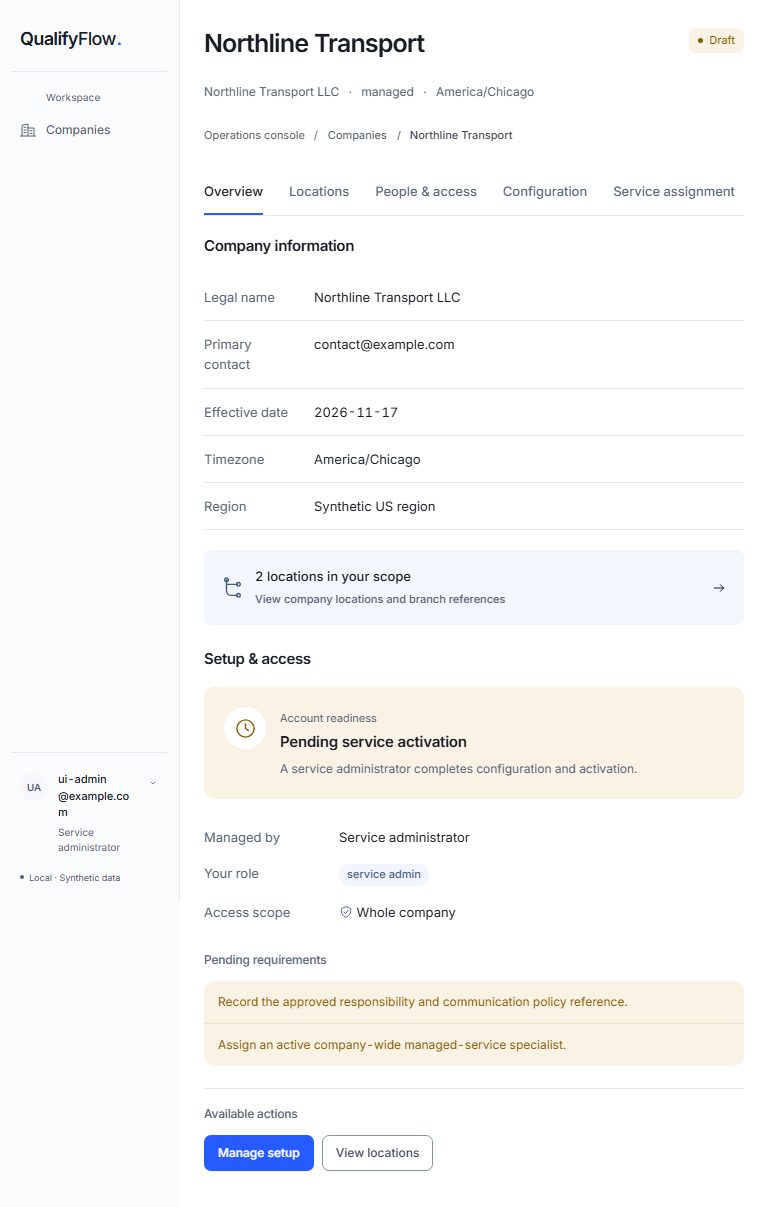 QualifyFlow.
Workspace
Companies
UA
ui-admin
@example.co
m
Service
administrator
Local · Synthetic data
Northline Transport
Draft
Northline Transport LLC · managed · America/Chicago
Operations console / Companies / Northline Transport
Overview Locations People & access Configuration Service assignment
Company information
Legal name Northline Transport LLC
Primary
contact
contact@example.com
Effective date 2026-11-17
Timezone America/Chicago
Region Synthetic US region
2 locations in your scope
View company locations and branch references
Setup & access
Account readiness
Pending service activation
A service administrator completes configuration and activation.
Managed by Service administrator
Your role service admin
Access scope Whole company
Pending requirements
Record the approved responsibility and communication policy reference.
Assign an active company-wide managed-service specialist.
Available actions
Manage setup View locations